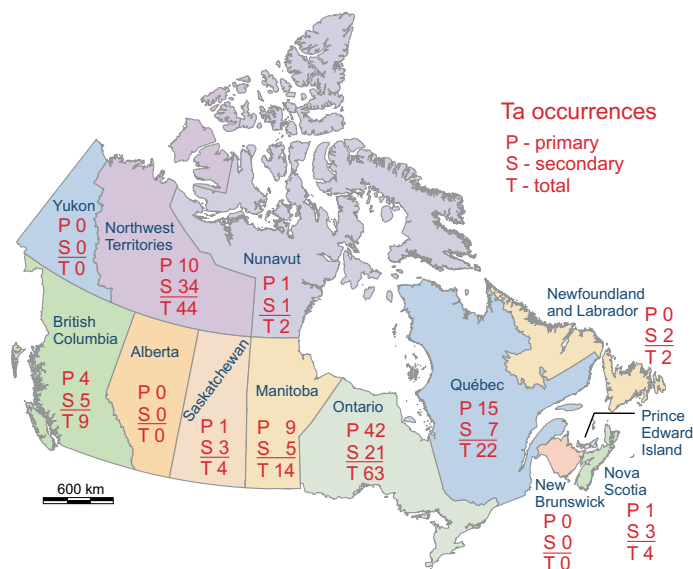 Ta occurrences
P - primary
S - secondary
T - total
Yukon
P 0
S 0
T 0
Northwest
Territories
P 10
S 34
T 44
Nunavut
P 1
S 1
T 2
British
Columbia
P 4
S 5
T 9
Alberta
P 0
S 0
T 0
Saskatchewan
P 1
S 3
T 4
Manitoba
P 9
S 5
T 14
Ontario
P 42
S 21
T 63
Québec
P 15
S 7
T 22
Newfoundland
and Labrador
P 0
S 2
T 2
Prince
Edward
Island
New
Brunswick
P 0
S 0
T 0
Nova
Scotia
P 1
S 3
T 4
600 km